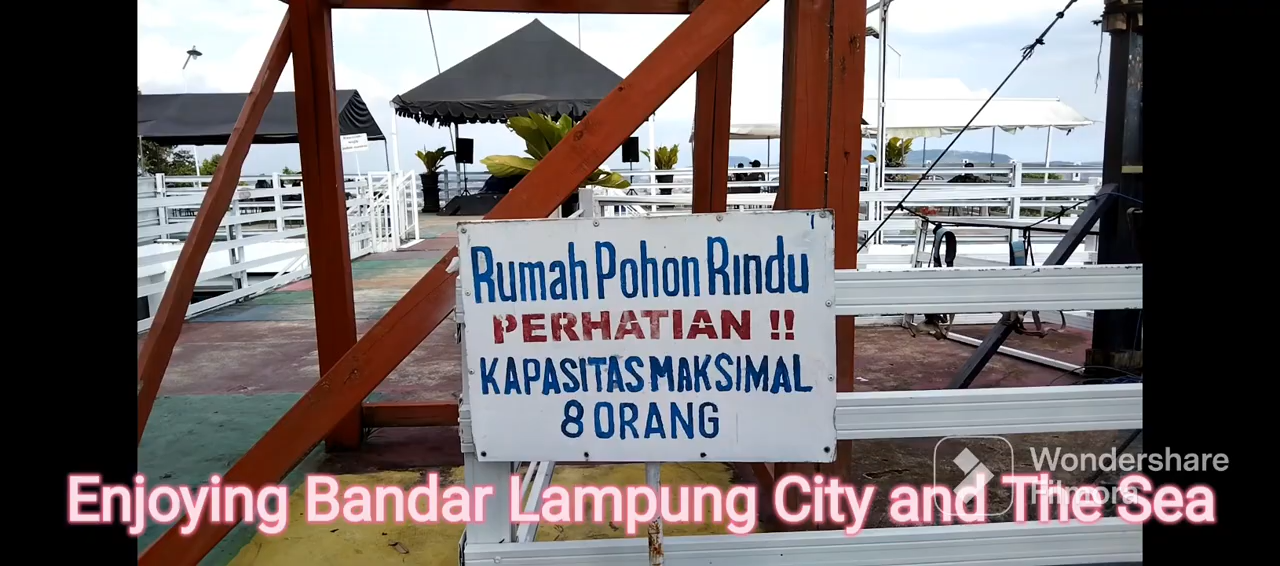 Rumah Pohon Rindu
PERHATIAN !!
KAPASITAS MAKSIMAL
8 ORANG
Wondershare
Filmora
Enjoying Bandar Lampung City and The Sea